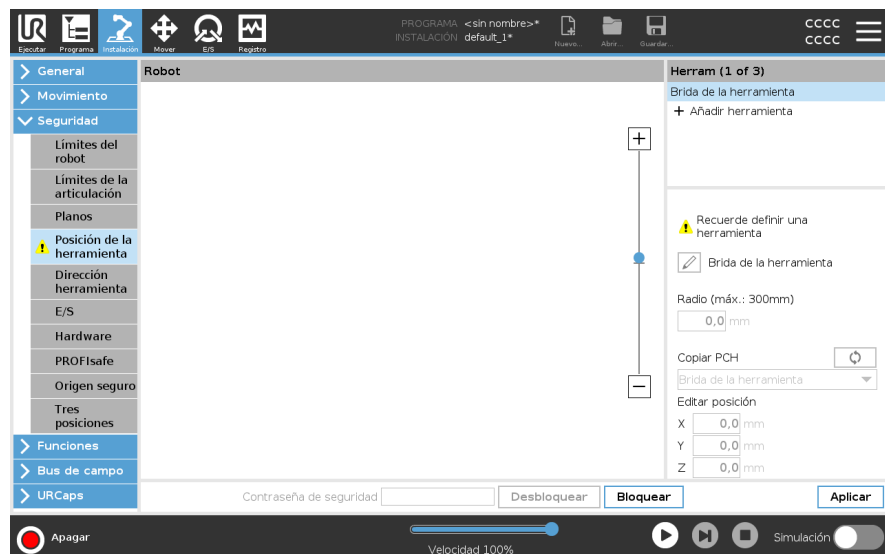 PROGRAMA <sin nombre>*
INSTALACIÓN default_1*
Ejecutar
Programa
Instalación
Mover
E/S
Registro
Nuevo...
Abrir...
Guardar...
cccc
cccc
General
Movimiento
Seguridad
Límites del
robot
Límites de la
articulación
Planos
Posición de la
herramienta
Dirección
herramienta
E/S
Hardware
PROFIsafe
Origen seguro
Tres
posiciones
Funciones
Bus de campo
URCaps
Robot
Herram (1 of 3)
Brida de la herramienta
+ Añadir herramienta
Recuerde definir una
herramienta
Brida de la herramienta
Radio (máx.: 300mm)
0,0 mm
Copiar PCH
Brida de la herramienta
Editar posición
X 0,0 mm
Y 0,0 mm
Z 0,0 mm
Contraseña de seguridad
Desbloquear
Bloquear
Aplicar
Apagar
Velocidad 100%
Simulación